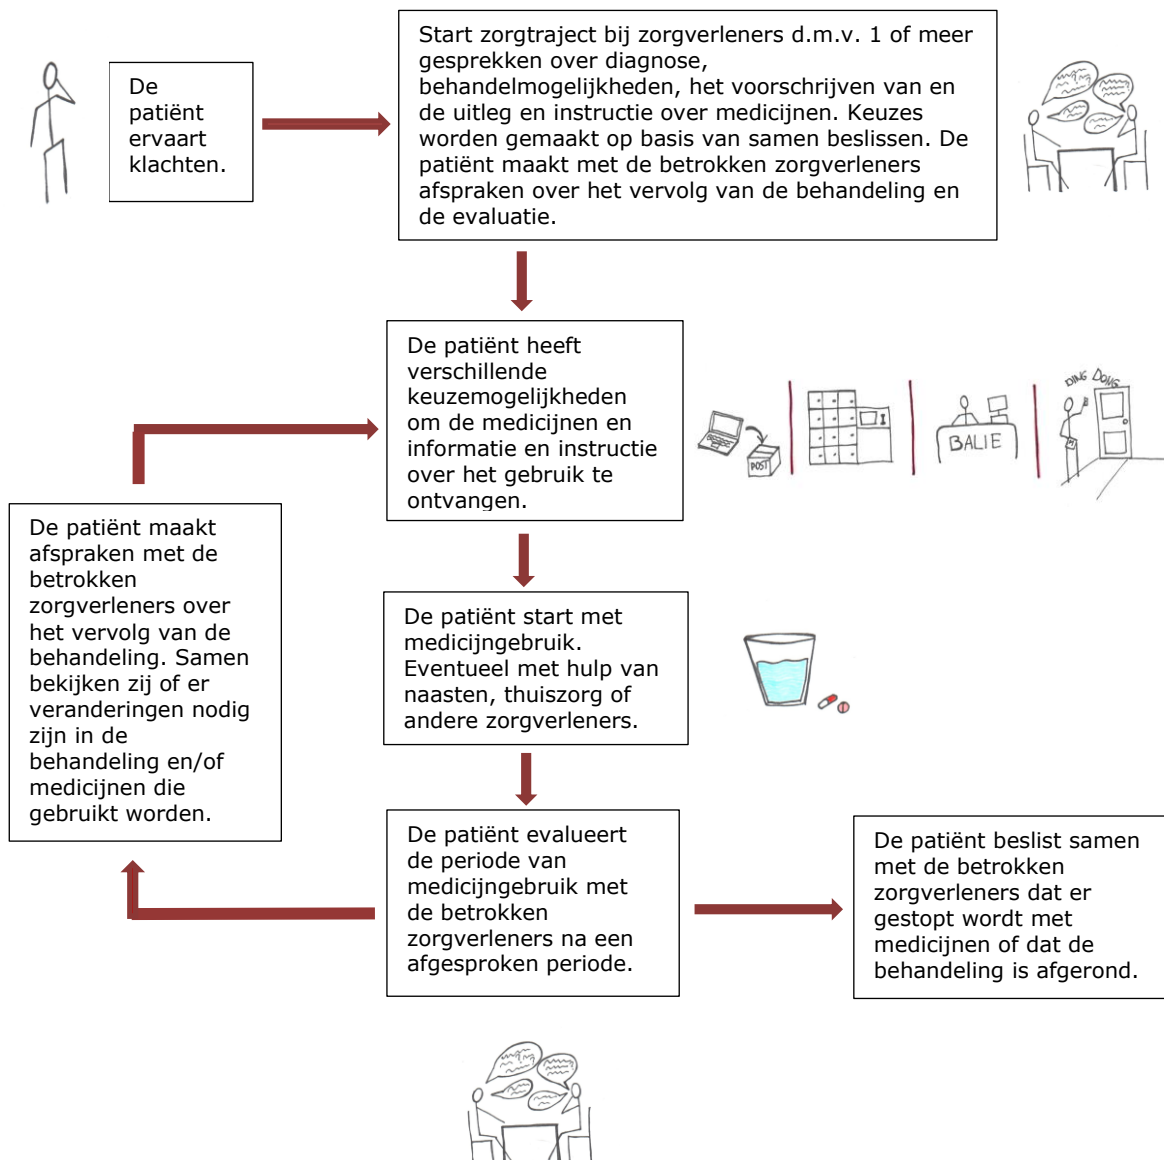 De
patiënt
ervaart
klachten.
Start zorgtraject bij zorgverleners d.m.v. 1 of meer
gesprekken over diagnose,
behandelmogelijkheden, het voorschrijven van en
de uitleg en instructie over medicijnen. Keuzes
worden gemaakt op basis van samen beslissen. De
patiënt maakt met de betrokken zorgverleners
afspraken over het vervolg van de behandeling en
de evaluatie.
De patiënt heeft
verschillende
keuzemogelijkheden
om de medicijnen en
informatie en instructie
over het gebruik te
ontvangen.
POST
BALIE
DING DONG
De patiënt maakt
afspraken met de
betrokken
zorgverleners over
het vervolg van de
behandeling. Samen
bekijken zij of er
veranderingen nodig
zijn in de
behandeling en/of
medicijnen die
gebruikt worden.
De patiënt start met
medicijngebruik.
Eventueel met hulp van
naasten, thuiszorg of
andere zorgverleners.
De patiënt evalueert
de periode van
medicijngebruik met
de betrokken
zorgverleners na een
afgesproken periode.
De patiënt beslist samen
met de betrokken
zorgverleners dat er
gestopt wordt met
medicijnen of dat de
behandeling is afgerond.